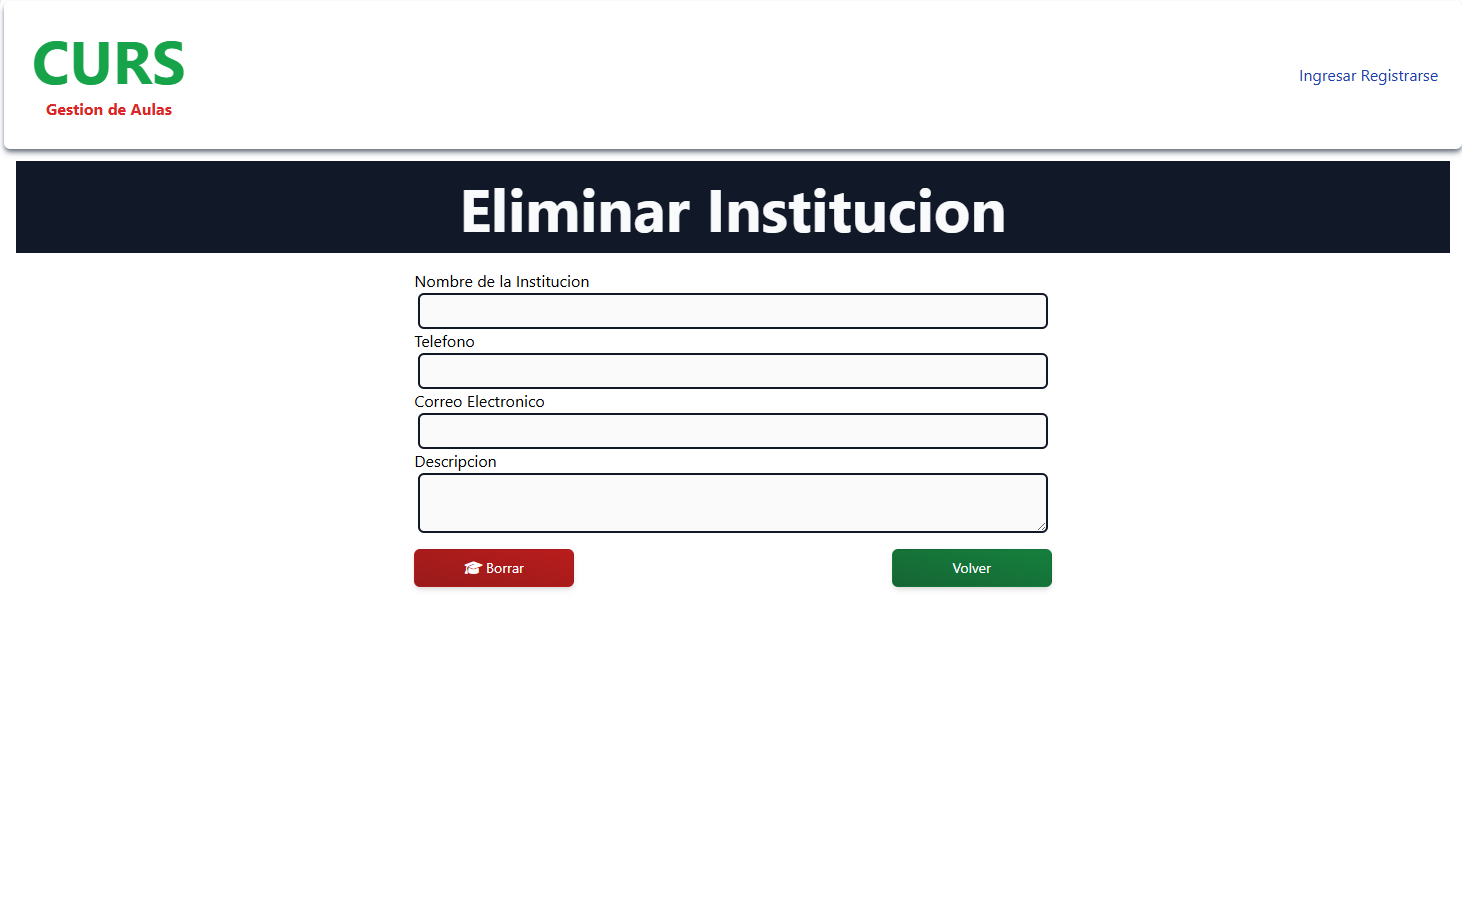 CURS
Gestion de Aulas
Ingresar Registrarse
Eliminar Institucion
Nombre de la Institucion
Telefono
Correo Electronico
Descripcion
Borrar
Volver